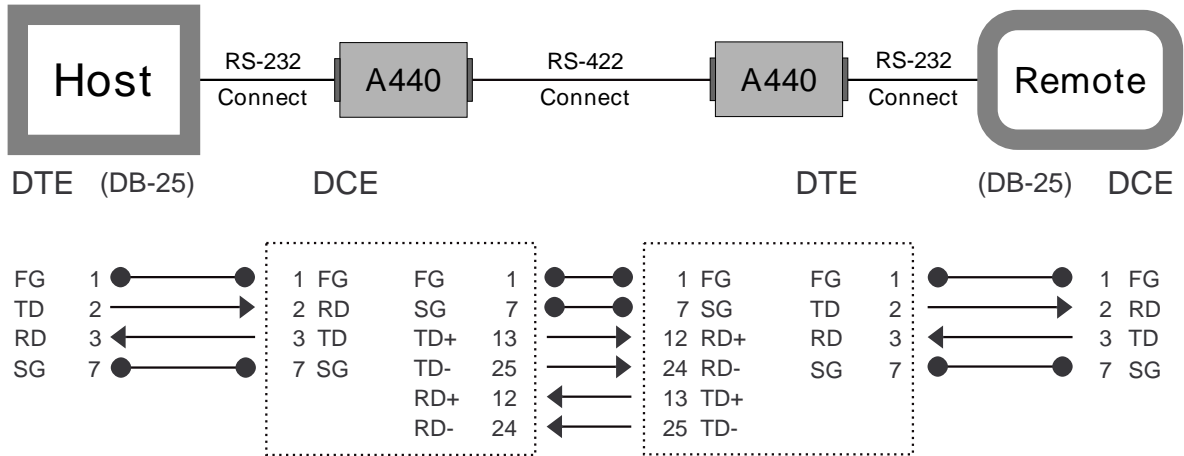 Host RS-232 Connect A440 RS-422 Connect A440 RS-232 Connect Remote
DTE (DB-25) DCE DTE (DB-25) DCE
FG 1 1 FG FG 1 1 FG FG 1 1 FG
TD 2 2 RD SG 7 7 SG TD 2 2 RD
RD 3 3 TD TD+ 13 12 RD+ RD 3 3 TD
SG 7 7 SG TD- 25 24 RD- SG 7 7 SG
RD+ 12 13 TD+
RD- 24 25 TD-